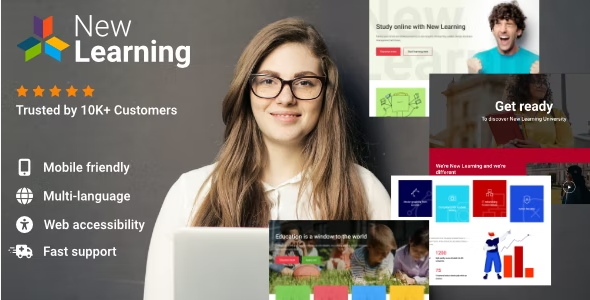 New
Learning
Trusted by 10K+ Customers
Mobile friendly
Multi-language
Web accessibility
Fast support
Study online with New Learning
Get ready
To discover New Learning University
We're New Learning and we're
different
Education is a window to the world
1250
75